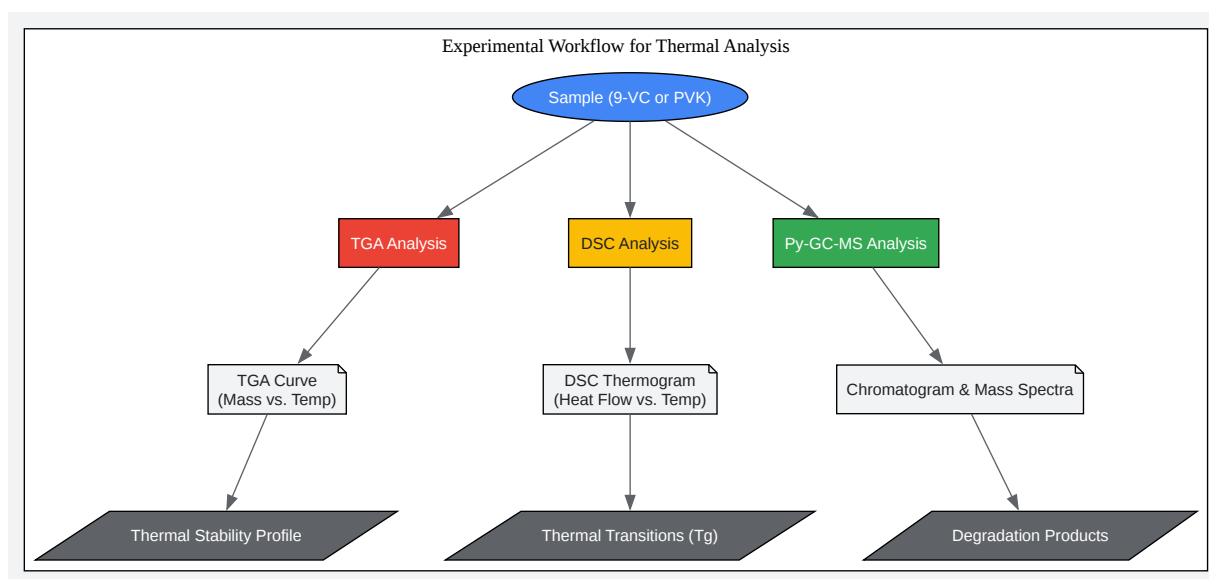 Experimental Workflow for Thermal Analysis
Sample (9-VC or PVK)
TGA Analysis
DSC Analysis
Py-GC-MS Analysis
TGA Curve
(Mass vs. Temp)
DSC Thermogram
(Heat Flow vs. Temp)
Chromatogram & Mass Spectra
Thermal Stability Profile
Thermal Transitions (Tg)
Degradation Products